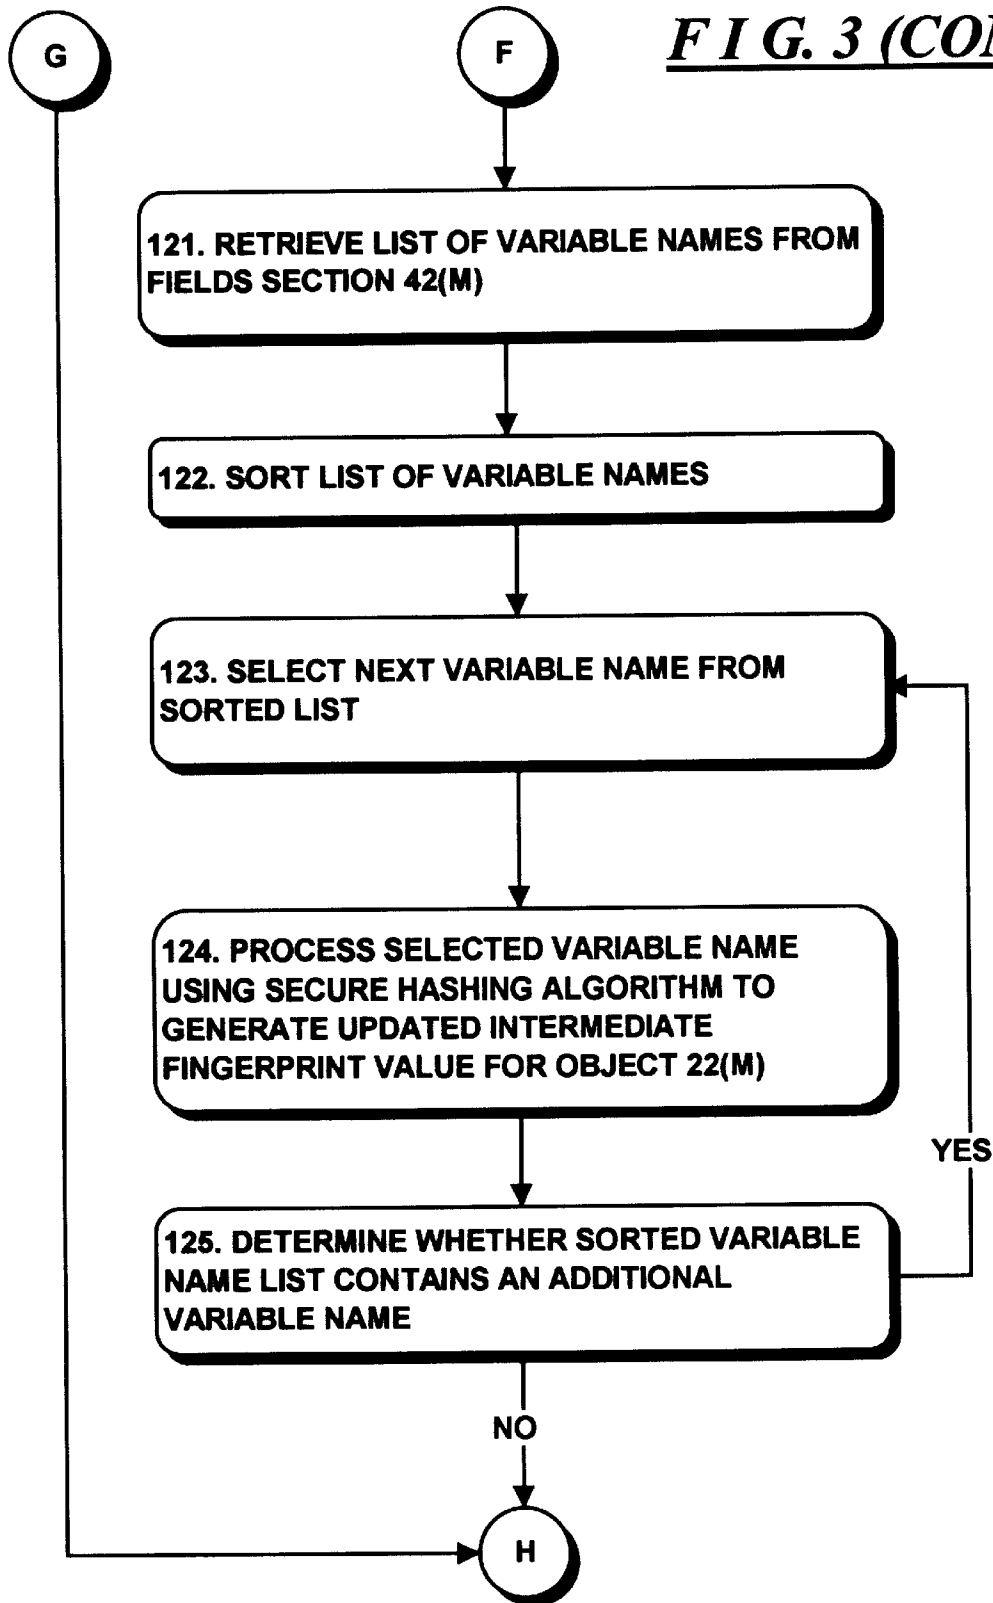 G
F
F I G. 3 (CON
121. RETRIEVE LIST OF VARIABLE NAMES FROM
FIELDS SECTION 42(M)
122. SORT LIST OF VARIABLE NAMES
123. SELECT NEXT VARIABLE NAME FROM
SORTED LIST
124. PROCESS SELECTED VARIABLE NAME
USING SECURE HASHING ALGORITHM TO
GENERATE UPDATED INTERMEDIATE
FINGERPRINT VALUE FOR OBJECT 22(M)
YES
125. DETERMINE WHETHER SORTED VARIABLE
NAME LIST CONTAINS AN ADDITIONAL
VARIABLE NAME
NO
H